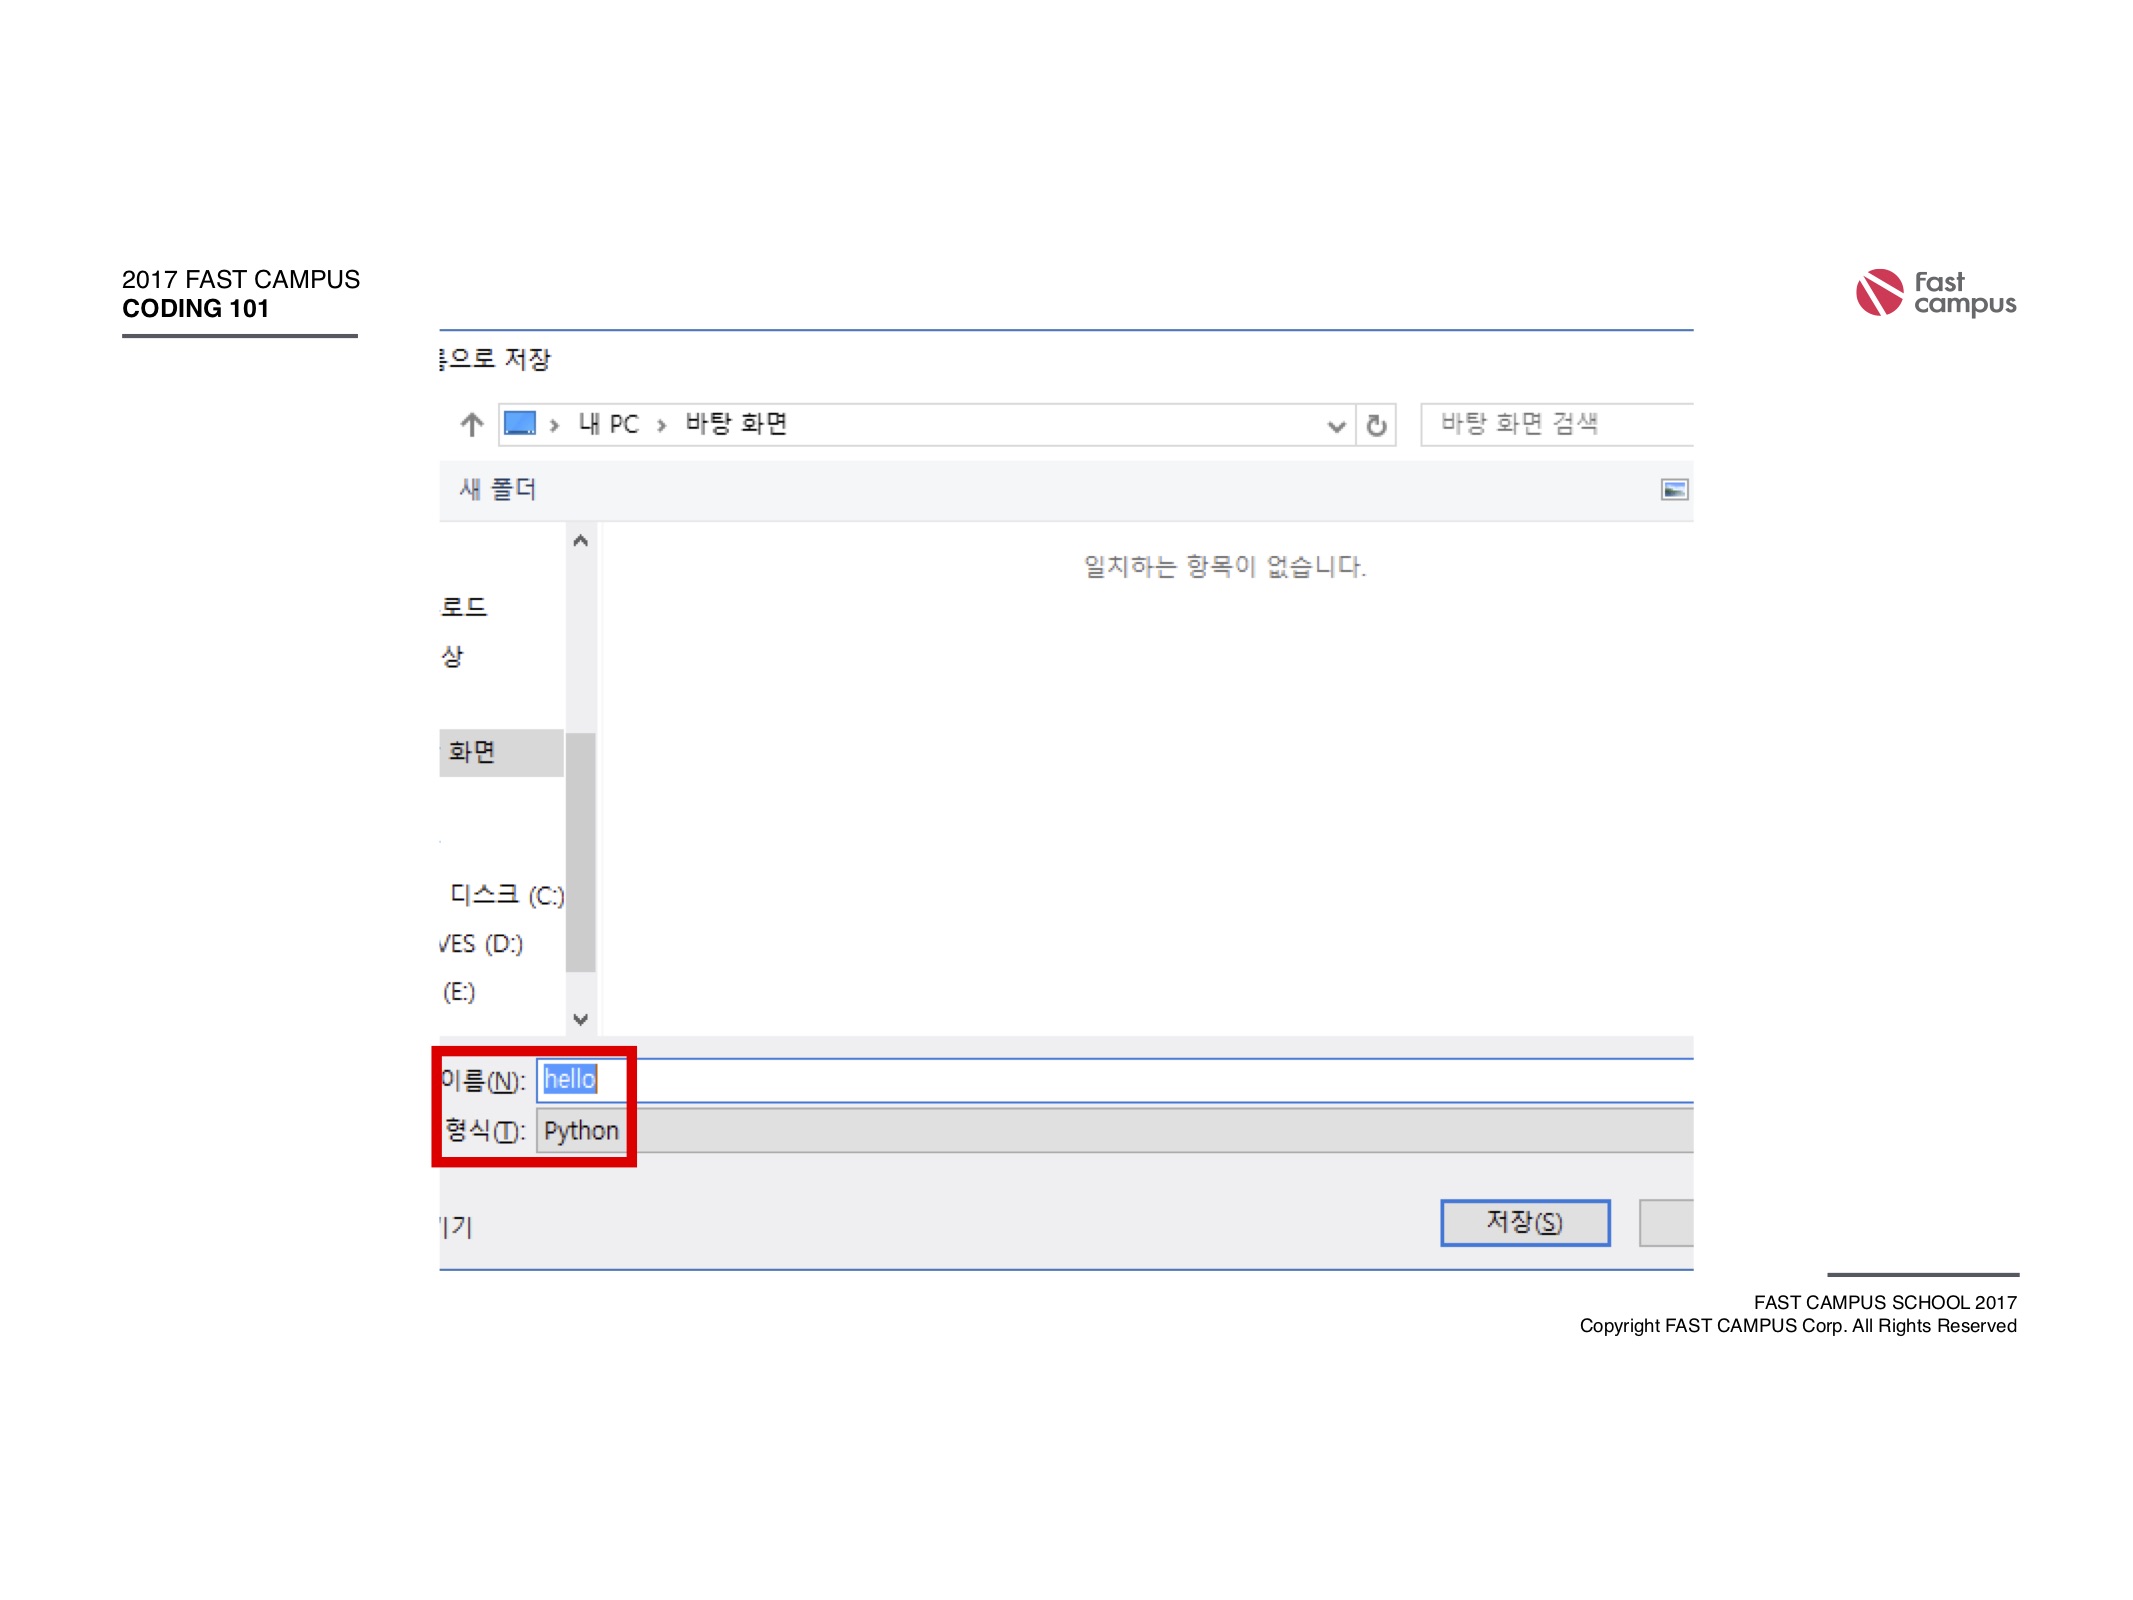 2017 FAST CAMPUS
CODING 101
Fast
campus
름으로 저장
내 PC › 바탕 화면
바탕 화면 검색
새 폴더
일치하는 항목이 없습니다.
로드
상
화면
디스크 (C:)
VES (D:)
(E:)
이름(N): hello
형식(T): Python
기기
저장(S)
FAST CAMPUS SCHOOL 2017
Copyright FAST CAMPUS Corp. All Rights Reserved